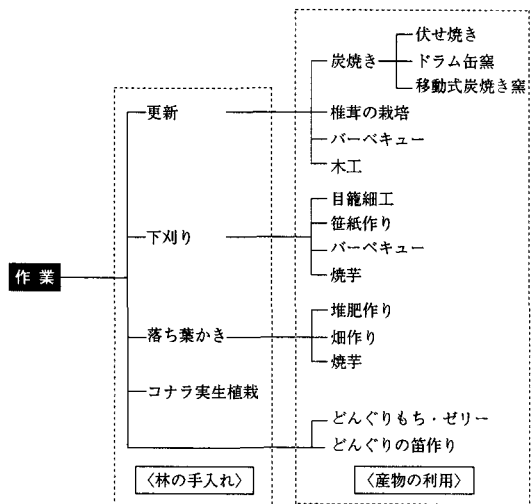 伏せ焼き
炭焼き
ドラム缶窯
移動式炭焼き窯
更新
椎茸の栽培
バーベキュー
木工
目籠細工
笹紙作り
下刈り
バーベキュー
焼芋
作業
堆肥作り
落ち葉かき
畑作り
焼芋
コナラ実生植栽
どんぐりもち・ゼリー
どんぐりの笛作り
〈林の手入れ〉
〈産物の利用〉